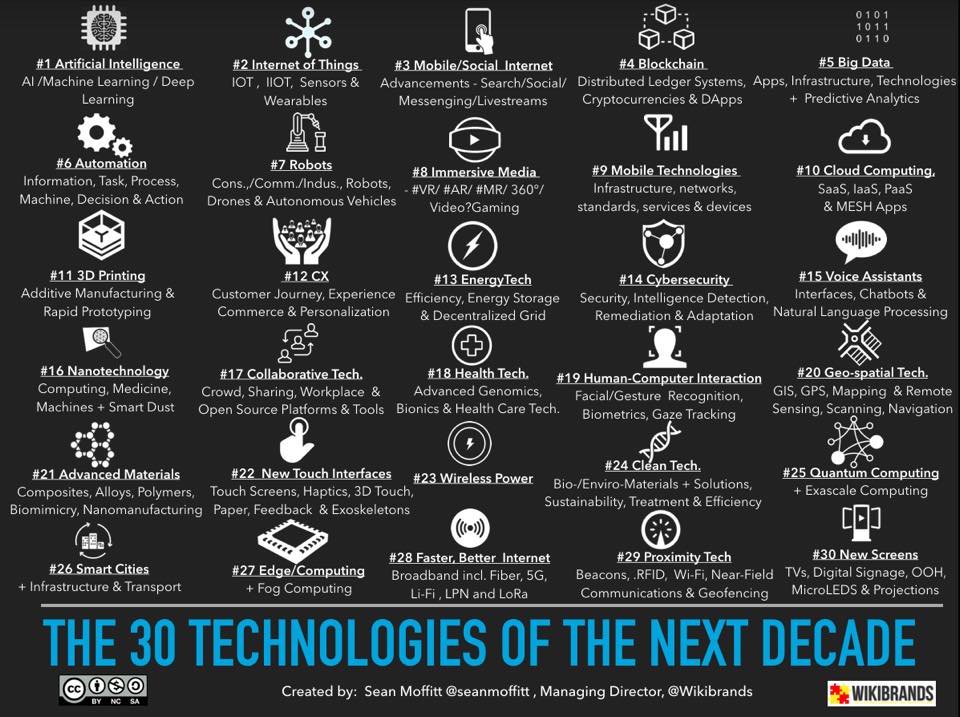 0101
1011
0110
#1 Artificial Intelligence
AI /Machine Learning / Deep
Learning
#2 Internet of Things
IOT , IIOT, Sensors &
Wearables
#3 Mobile/Social Internet
Advancements - Search/Social/
Messenging/Livestreams
#4 Blockchain
Distributed Ledger Systems,
Cryptocurrencies & DApps
#5 Big Data
Apps, Infrastructure, Technologies
+ Predictive Analytics
#6 Automation
Information, Task, Process,
Machine, Decision & Action
#7 Robots
Cons.,/Comm./Indus., Robots,
Drones & Autonomous Vehicles
#8 Immersive Media
- #VR/ #AR/ #MR/ 360°/
Video?Gaming
#9 Mobile Technologies
Infrastructure, networks,
standards, services & devices
#10 Cloud Computing,
SaaS, IaaS, PaaS
& MESH Apps
#11 3D Printing
Additive Manufacturing &
Rapid Prototyping
#12 CX
Customer Journey, Experience
Commerce & Personalization
#13 EnergyTech
Efficiency, Energy Storage
& Decentralized Grid
#14 Cybersecurity
Security, Intelligence Detection,
Remediation & Adaptation
#15 Voice Assistants
Interfaces, Chatbots &
Natural Language Processing
#16 Nanotechnology
Computing, Medicine,
Machines + Smart Dust
#17 Collaborative Tech.
Crowd, Sharing, Workplace &
Open Source Platforms & Tools
#18 Health Tech.
Advanced Genomics,
Bionics & Health Care Tech.
#19 Human-Computer Interaction
Facial/Gesture Recognition,
Biometrics, Gaze Tracking
#20 Geo-spatial Tech.
GIS, GPS, Mapping & Remote
Sensing, Scanning, Navigation
#21 Advanced Materials
Composites, Alloys, Polymers,
Biomimicry, Nanomanufacturing
#22 New Touch Interfaces
Touch Screens, Haptics, 3D Touch,
Paper, Feedback & Exoskeletons
#23 Wireless Power
#24 Clean Tech.
Bio-/Enviro-Materials + Solutions,
Sustainability, Treatment & Efficiency
#25 Quantum Computing
+ Exascale Computing
#26 Smart Cities
+ Infrastructure & Transport
#27 Edge/Computing
+ Fog Computing
#28 Faster, Better Internet
Broadband incl. Fiber, 5G,
Li-Fi , LPN and LoRa
#29 Proximity Tech
Beacons, .RFID, Wi-Fi, Near-Field
Communications & Geofencing
#30 New Screens
TVs, Digital Signage, OOH,
MicroLEDS & Projections
THE 30 TECHNOLOGIES OF THE NEXT DECADE
cc
BY NC SA
Created by: Sean Moffitt @seanmoffitt , Managing Director, @Wikibrands
WIKIBRANDS